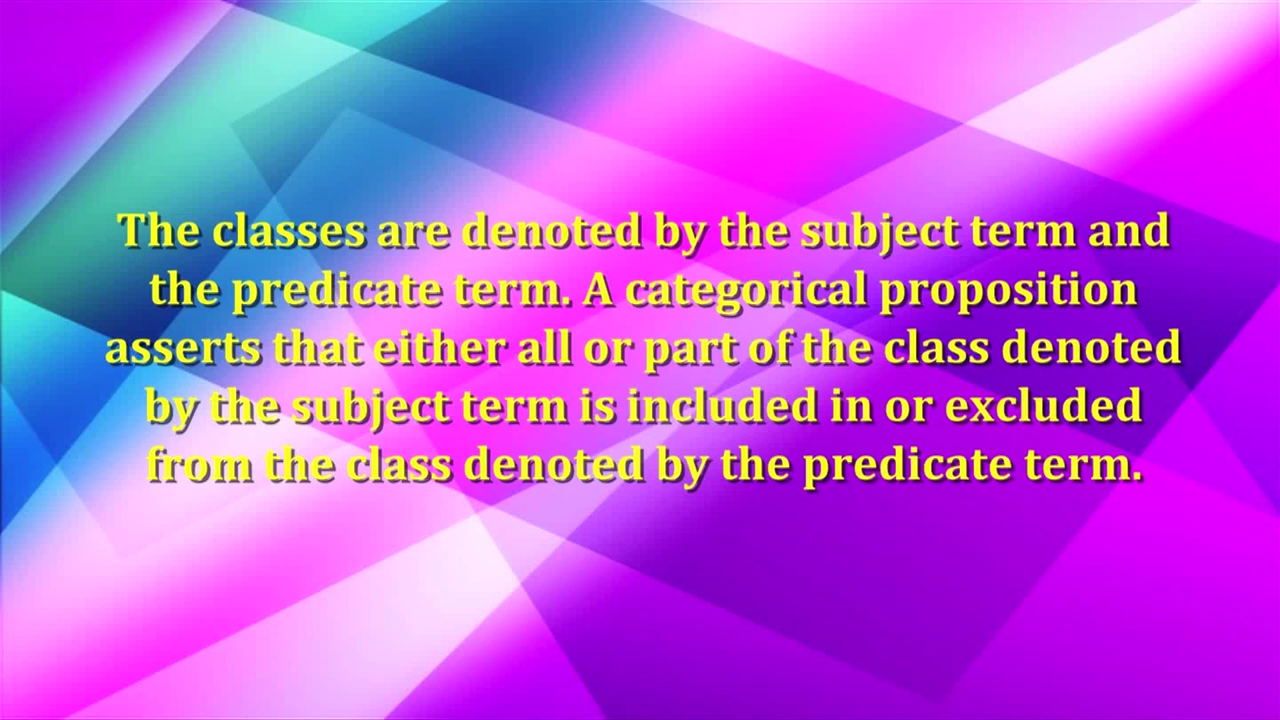 The classes are denoted by the subject term and
the predicate term. A categorical proposition
asserts that either all or part of the class denoted
by the subject term is included in or excluded
from the class denoted by the predicate term.